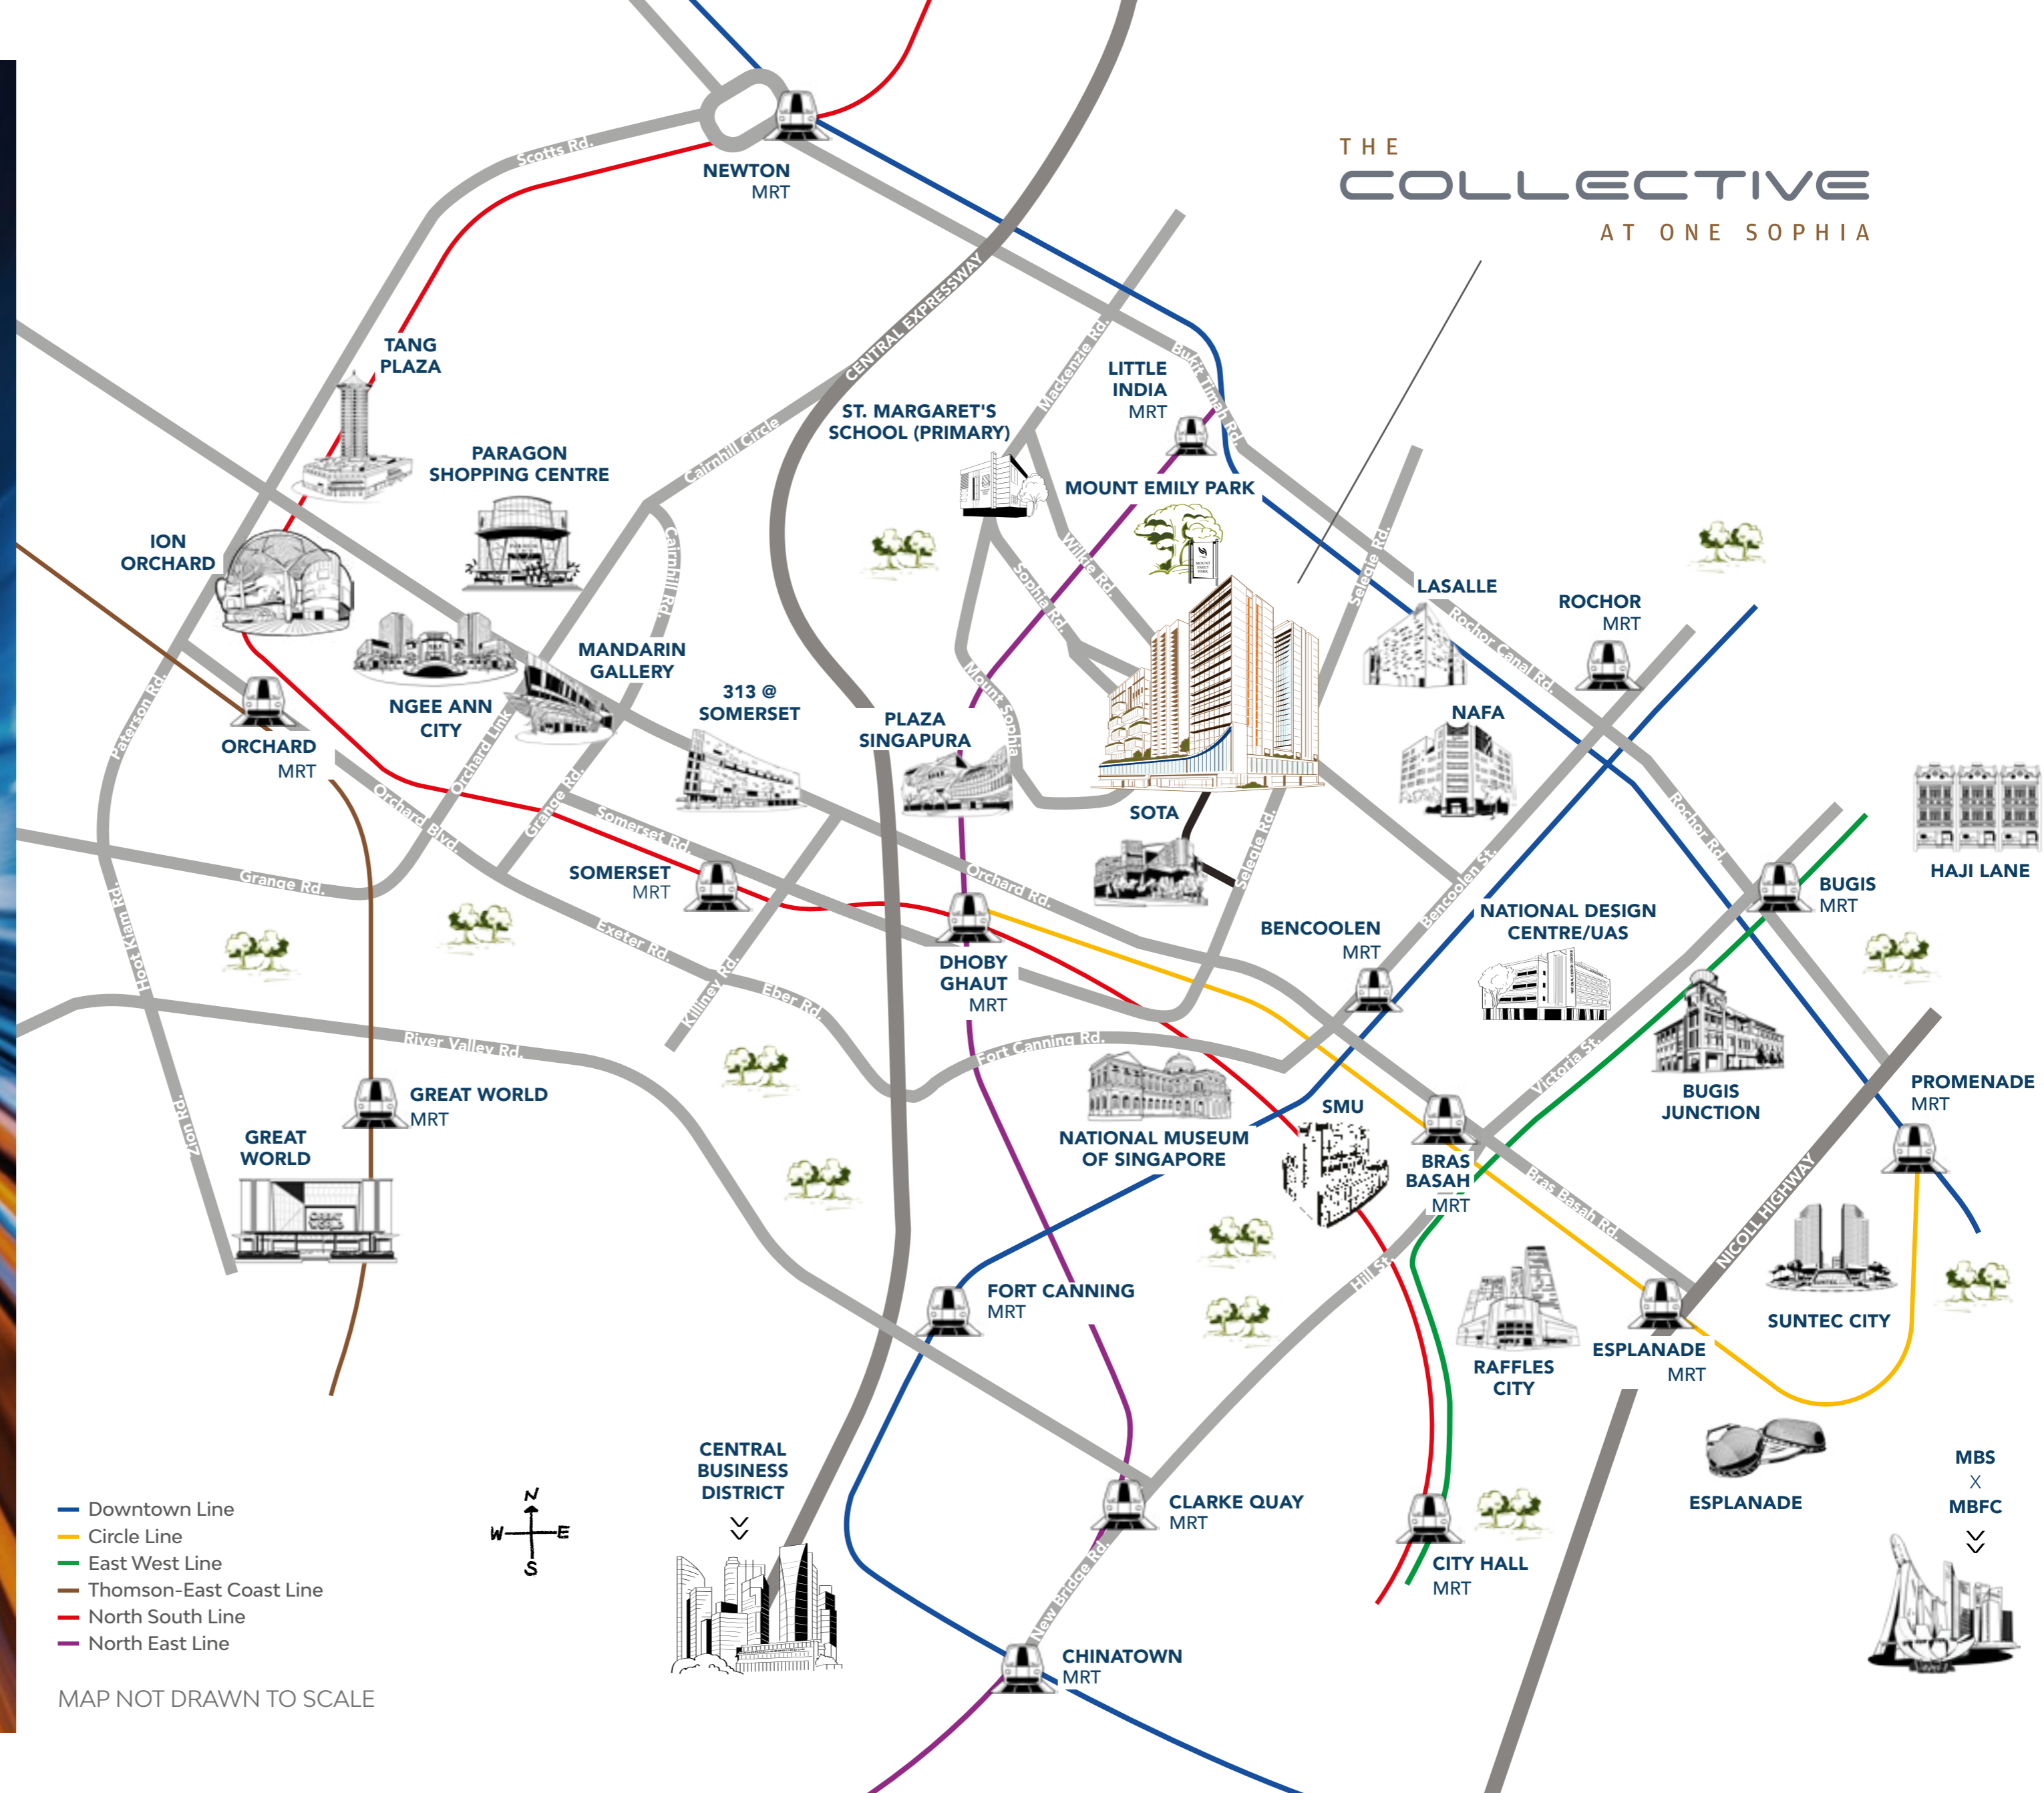 THE
COLLECTIVE
AT ONE SOPHIA
NEWTON
MRT
Scotts Rd.
CENTRAL EXPRESSWAY
Mackenzie Rd.
Bukit Timah Rd.
TANG
PLAZA
LITTLE
INDIA
MRT
ST. MARGARET'S
SCHOOL (PRIMARY)
Cairnhill Circle
PARAGON
SHOPPING CENTRE
MOUNT EMILY PARK
MOUNT
EMILY
PARK
ION
ORCHARD
Cairnhill Rd.
Wilkie Rd.
Sophia Rd.
Selegie Rd.
LASALLE
ROCHOR
MRT
Rochor Canal Rd.
MANDARIN
GALLERY
313 @
SOMERSET
PLAZA
SINGAPURA
Mount Sophia
NAFA
NGEE ANN
CITY
Orchard Link
Paterson Rd.
ORCHARD
MRT
Orchard Blvd.
Grange Rd.
Somerset Rd.
SOTA
Selegie Rd.
Rochor Rd.
HAJI LANE
SOMERSET
MRT
Grange Rd.
Orchard Rd.
Bencoolen St.
BUGIS
MRT
Hoot Kiam Rd.
Exeter Rd.
Killiney Rd.
Eber Rd.
DHOBY
GHAUT
MRT
BENCOOLEN
MRT
NATIONAL DESIGN
CENTRE/UAS
River Valley Rd.
Fort Canning Rd.
Victoria St.
BUGIS
JUNCTION
PROMENADE
MRT
GREAT WORLD
MRT
Zion Rd.
GREAT
WORLD
GREAT
WORLD
NATIONAL MUSEUM
OF SINGAPORE
SMU
BRAS
BASAH
MRT
Bras Basah Rd.
NICOLL HIGHWAY
Hill St.
SUNTEC CITY
FORT CANNING
MRT
RAFFLES
CITY
ESPLANADE
MRT
ESPLANADE
CENTRAL
BUSINESS
DISTRICT
MBS
X
MBFC
CLARKE QUAY
MRT
New Bridge Rd.
CITY HALL
MRT
CHINATOWN
MRT
N
W
E
S
Downtown Line
Circle Line
East West Line
Thomson-East Coast Line
North South Line
North East Line
MAP NOT DRAWN TO SCALE